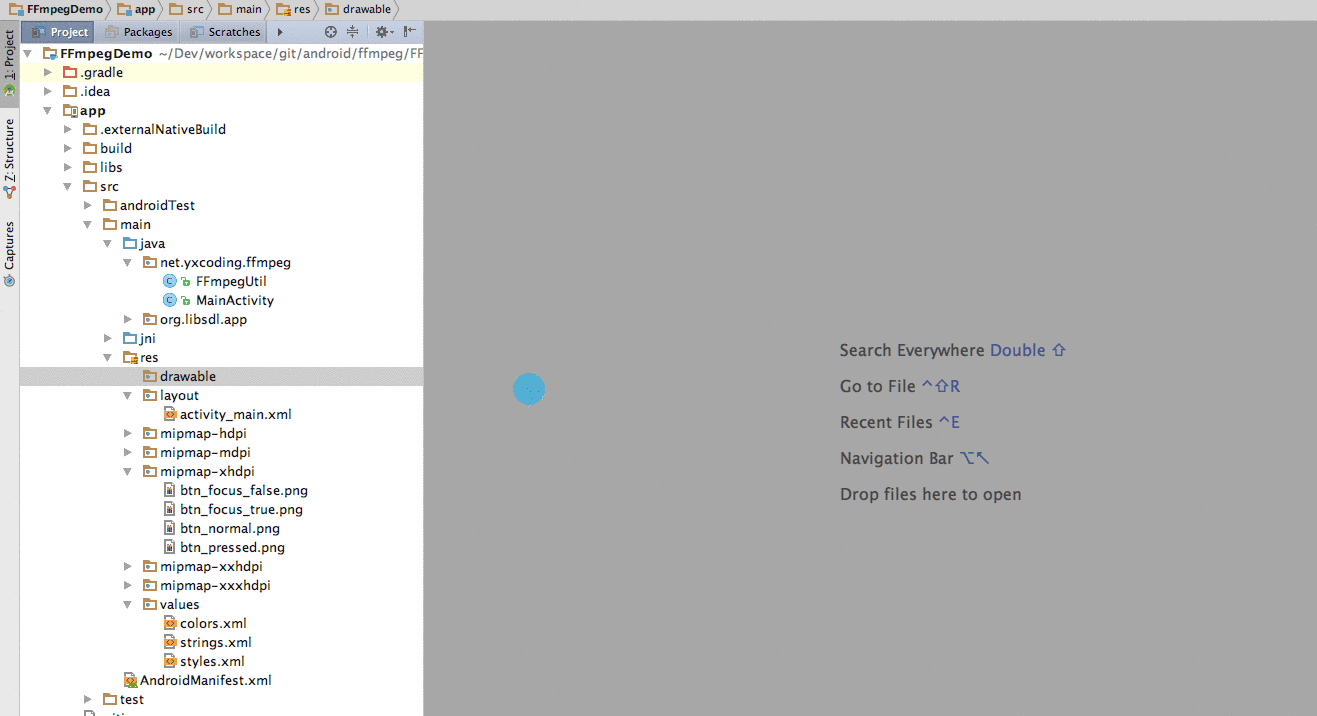 FFmpegDemo app src main res drawable
Project Packages Scratches
1: Project
Z: Structure
Captures
FFmpegDemo ~/Dev/workspace/git/android/ffmpeg/FF
.gradle
.idea
app
.externalNativeBuild
build
libs
src
androidTest
main
java
net.yxcoding.ffmpeg
FFmpegUtil
MainActivity
org.libsdl.app
jni
res
drawable
layout
activity_main.xml
mipmap-hdpi
mipmap-mdpi
mipmap-xhdpi
btn_focus_false.png
btn_focus_true.png
btn_normal.png
btn_pressed.png
mipmap-xxhdpi
mipmap-xxxhdpi
values
colors.xml
strings.xml
styles.xml
AndroidManifest.xml
test
Search Everywhere Double ⇧
Go to File ^⇧R
Recent Files ^E
Navigation Bar ⌥↖
Drop files here to open